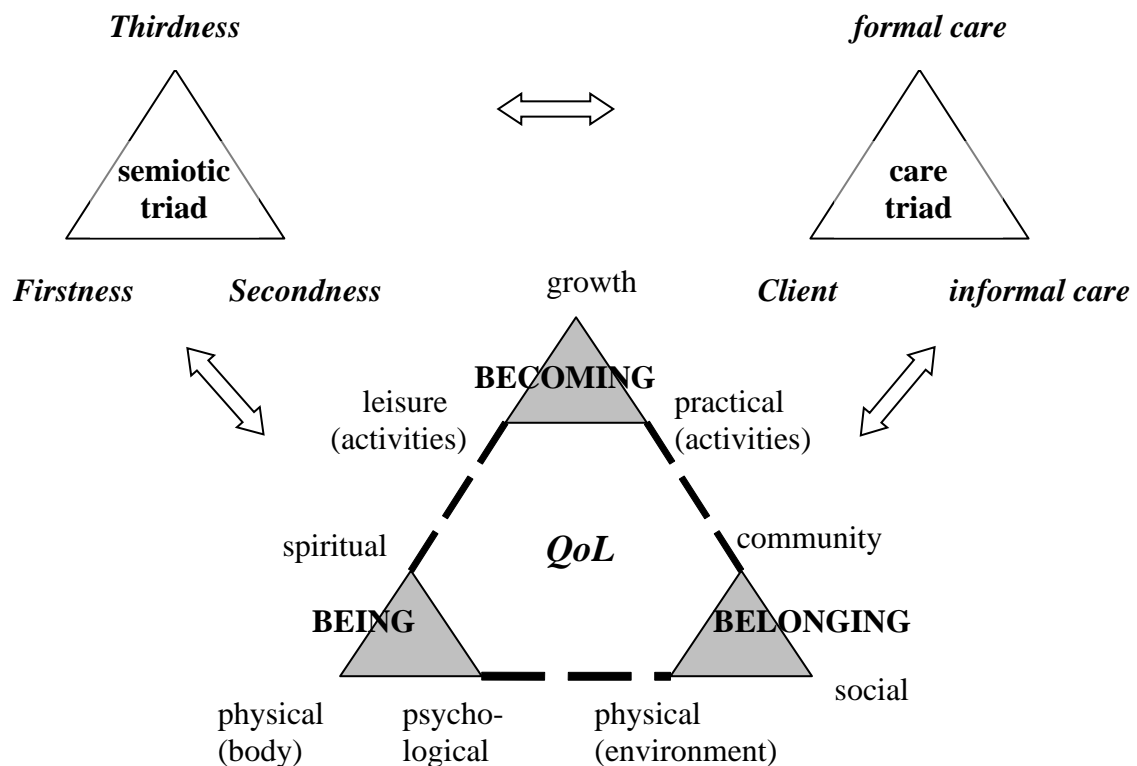 Thirdness
formal care
semiotic
triad
care
triad
Firstness
Secondness
Client
informal care
growth
BECOMING
leisure
(activities)
practical
(activities)
spiritual
QoL
community
BEING
BELONGING
physical
(body)
psycho-
logical
physical
(environment)
social